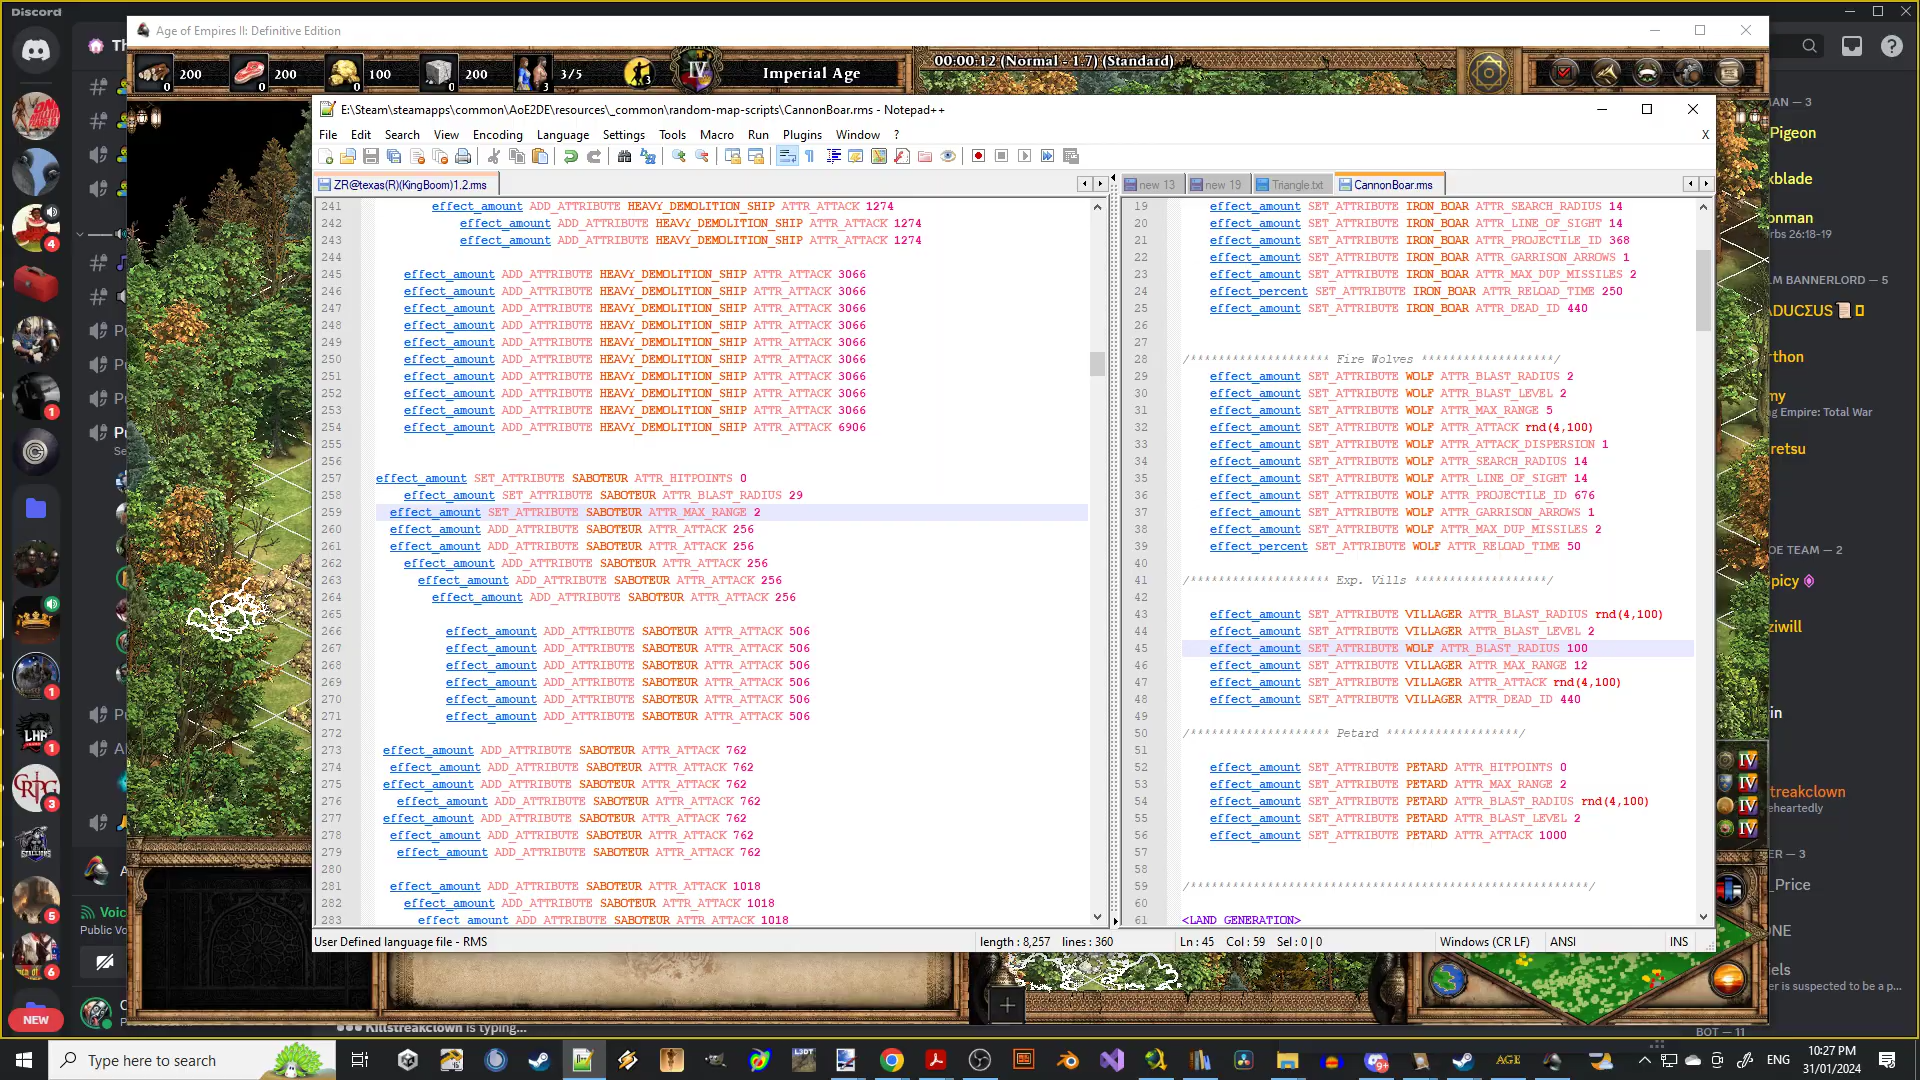 Discord
Age of Empires II: Definitive Edition
200 200 100 200 3/5 3 IV Imperial Age 00:00:12 (Normal - 1.7) (Standard)
0 0 0 0 0
E:\Steam\steamapps\common\AoE2DE\resources\_common\random-map-scripts\CannonBoar.rms - Notepad++
File Edit Search View Encoding Language Settings Tools Macro Run Plugins Window ? X
ZR@texas(R)(KingBoom)1.2.rms
241 effect_amount ADD_ATTRIBUTE HEAVY_DEMOLITION_SHIP ATTR_ATTACK 1274
242 effect_amount ADD_ATTRIBUTE HEAVY_DEMOLITION_SHIP ATTR_ATTACK 1274
243 effect_amount ADD_ATTRIBUTE HEAVY_DEMOLITION_SHIP ATTR_ATTACK 1274
244
245 effect_amount ADD_ATTRIBUTE HEAVY_DEMOLITION_SHIP ATTR_ATTACK 3066
246 effect_amount ADD_ATTRIBUTE HEAVY_DEMOLITION_SHIP ATTR_ATTACK 3066
247 effect_amount ADD_ATTRIBUTE HEAVY_DEMOLITION_SHIP ATTR_ATTACK 3066
248 effect_amount ADD_ATTRIBUTE HEAVY_DEMOLITION_SHIP ATTR_ATTACK 3066
249 effect_amount ADD_ATTRIBUTE HEAVY_DEMOLITION_SHIP ATTR_ATTACK 3066
250 effect_amount ADD_ATTRIBUTE HEAVY_DEMOLITION_SHIP ATTR_ATTACK 3066
251 effect_amount ADD_ATTRIBUTE HEAVY_DEMOLITION_SHIP ATTR_ATTACK 3066
252 effect_amount ADD_ATTRIBUTE HEAVY_DEMOLITION_SHIP ATTR_ATTACK 3066
253 effect_amount ADD_ATTRIBUTE HEAVY_DEMOLITION_SHIP ATTR_ATTACK 3066
254 effect_amount ADD_ATTRIBUTE HEAVY_DEMOLITION_SHIP ATTR_ATTACK 6906
255
256
257 effect_amount SET_ATTRIBUTE SABOTEUR ATTR_HITPOINTS 0
258 effect_amount SET_ATTRIBUTE SABOTEUR ATTR_BLAST_RADIUS 29
259 effect_amount SET_ATTRIBUTE SABOTEUR ATTR_MAX_RANGE 2
260 effect_amount ADD_ATTRIBUTE SABOTEUR ATTR_ATTACK 256
261 effect_amount ADD_ATTRIBUTE SABOTEUR ATTR_ATTACK 256
262 effect_amount ADD_ATTRIBUTE SABOTEUR ATTR_ATTACK 256
263 effect_amount ADD_ATTRIBUTE SABOTEUR ATTR_ATTACK 256
264 effect_amount ADD_ATTRIBUTE SABOTEUR ATTR_ATTACK 256
265
266 effect_amount ADD_ATTRIBUTE SABOTEUR ATTR_ATTACK 506
267 effect_amount ADD_ATTRIBUTE SABOTEUR ATTR_ATTACK 506
268 effect_amount ADD_ATTRIBUTE SABOTEUR ATTR_ATTACK 506
269 effect_amount ADD_ATTRIBUTE SABOTEUR ATTR_ATTACK 506
270 effect_amount ADD_ATTRIBUTE SABOTEUR ATTR_ATTACK 506
271 effect_amount ADD_ATTRIBUTE SABOTEUR ATTR_ATTACK 506
272
273 effect_amount ADD_ATTRIBUTE SABOTEUR ATTR_ATTACK 762
274 effect_amount ADD_ATTRIBUTE SABOTEUR ATTR_ATTACK 762
275 effect_amount ADD_ATTRIBUTE SABOTEUR ATTR_ATTACK 762
276 effect_amount ADD_ATTRIBUTE SABOTEUR ATTR_ATTACK 762
277 effect_amount ADD_ATTRIBUTE SABOTEUR ATTR_ATTACK 762
278 effect_amount ADD_ATTRIBUTE SABOTEUR ATTR_ATTACK 762
279 effect_amount ADD_ATTRIBUTE SABOTEUR ATTR_ATTACK 762
280
281 effect_amount ADD_ATTRIBUTE SABOTEUR ATTR_ATTACK 1018
282 effect_amount ADD_ATTRIBUTE SABOTEUR ATTR_ATTACK 1018
283 effect_amount ADD_ATTRIBUTE SABOTEUR ATTR_ATTACK 1018
new 13 new 19 Triangle.txt CannonBoar.rms
19 effect_amount SET_ATTRIBUTE IRON_BOAR ATTR_SEARCH_RADIUS 14
20 effect_amount SET_ATTRIBUTE IRON_BOAR ATTR_LINE_OF_SIGHT 14
21 effect_amount SET_ATTRIBUTE IRON_BOAR ATTR_PROJECTILE_ID 368
22 effect_amount SET_ATTRIBUTE IRON_BOAR ATTR_GARRISON_ARROWS 1
23 effect_amount SET_ATTRIBUTE IRON_BOAR ATTR_MAX_DUP_MISSILES 2
24 effect_percent SET_ATTRIBUTE IRON_BOAR ATTR_RELOAD_TIME 250
25 effect_amount SET_ATTRIBUTE IRON_BOAR ATTR_DEAD_ID 440
26
27
28 /******************** Fire Wolves *******************/
29 effect_amount SET_ATTRIBUTE WOLF ATTR_BLAST_RADIUS 2
30 effect_amount SET_ATTRIBUTE WOLF ATTR_BLAST_LEVEL 2
31 effect_amount SET_ATTRIBUTE WOLF ATTR_MAX_RANGE 5
32 effect_amount SET_ATTRIBUTE WOLF ATTR_ATTACK rnd(4,100)
33 effect_amount SET_ATTRIBUTE WOLF ATTR_ATTACK_DISPERSION 1
34 effect_amount SET_ATTRIBUTE WOLF ATTR_SEARCH_RADIUS 14
35 effect_amount SET_ATTRIBUTE WOLF ATTR_LINE_OF_SIGHT 14
36 effect_amount SET_ATTRIBUTE WOLF ATTR_PROJECTILE_ID 676
37 effect_amount SET_ATTRIBUTE WOLF ATTR_GARRISON_ARROWS 1
38 effect_amount SET_ATTRIBUTE WOLF ATTR_MAX_DUP_MISSILES 2
39 effect_percent SET_ATTRIBUTE WOLF ATTR_RELOAD_TIME 50
40
41 /******************** Exp. Vills *******************/
42
43 effect_amount SET_ATTRIBUTE VILLAGER ATTR_BLAST_RADIUS rnd(4,100)
44 effect_amount SET_ATTRIBUTE VILLAGER ATTR_BLAST_LEVEL 2
45 effect_amount SET_ATTRIBUTE WOLF ATTR_BLAST_RADIUS 100
46 effect_amount SET_ATTRIBUTE VILLAGER ATTR_MAX_RANGE 12
47 effect_amount SET_ATTRIBUTE VILLAGER ATTR_ATTACK rnd(4,100)
48 effect_amount SET_ATTRIBUTE VILLAGER ATTR_DEAD_ID 440
49
50 /******************** Petard *******************/
51
52 effect_amount SET_ATTRIBUTE PETARD ATTR_HITPOINTS 0
53 effect_amount SET_ATTRIBUTE PETARD ATTR_MAX_RANGE 2
54 effect_amount SET_ATTRIBUTE PETARD ATTR_BLAST_RADIUS rnd(4,100)
55 effect_amount SET_ATTRIBUTE PETARD ATTR_BLAST_LEVEL 2
56 effect_amount SET_ATTRIBUTE PETARD ATTR_ATTACK 1000
57
58
59 /*********************************************************/
60
61 <LAND_GENERATION>
User Defined language file - RMS length : 8,257 lines : 360 Ln : 45 Col : 59 Sel : 0 | 0 Windows (CR LF) ANSI INS
AN — 3
Pigeon
xblade
onman
rbs 26:18-19
M BANNERLORD — 5
ADUCΣUS
thon
my
ng Empire: Total War
retsu
OE TEAM — 2
picy
ziwill
in
IV
IV
IV
IV
treakclown
eheartedly
ER — 3
_Price
ONE
iels
er is suspected to be a p...
BOT — 11
Th
Voic
Public Vo
NEW
Killstreakclown is typing...
Type here to search
ENG
10:27 PM
31/01/2024